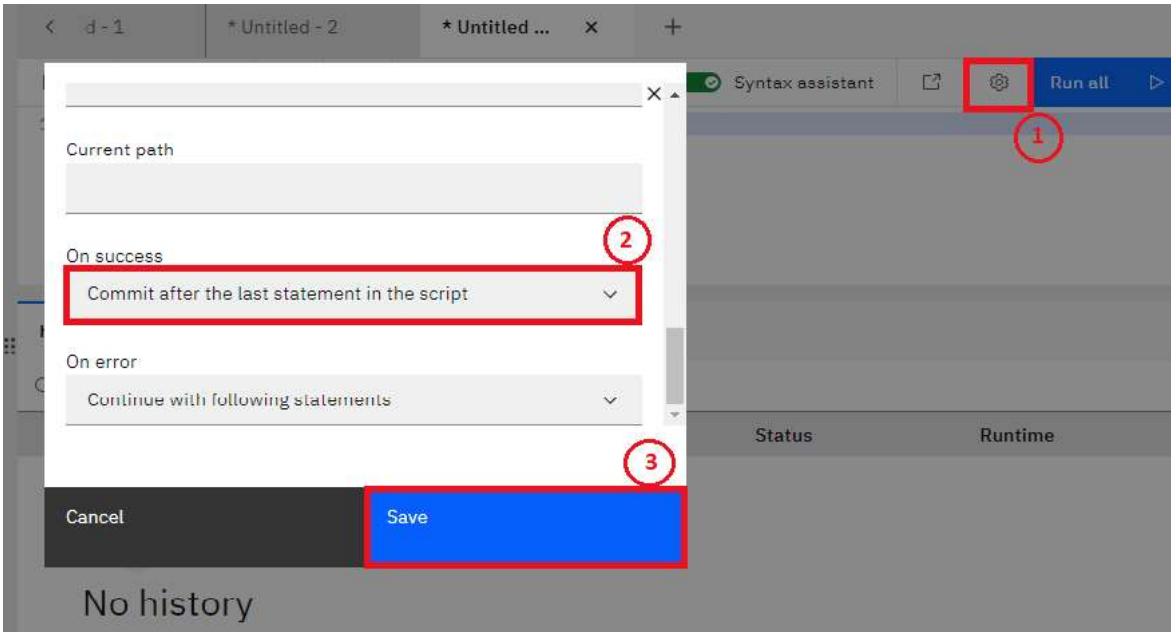 d - 1
* Untitled - 2
* Untitled ...
Syntax assistant
Run all
1
Current path
2
On success
Commit after the last statement in the script
On error
Continue with following statements
Status
Runtime
3
Cancel
Save
No history